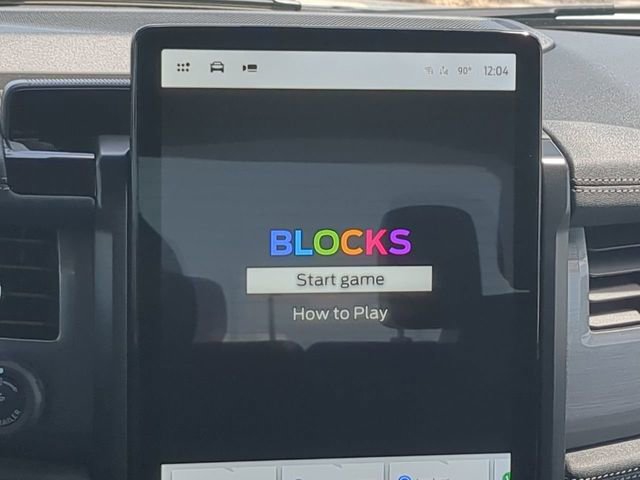 90° 12:04
BLOCKS
Start game
How to Play